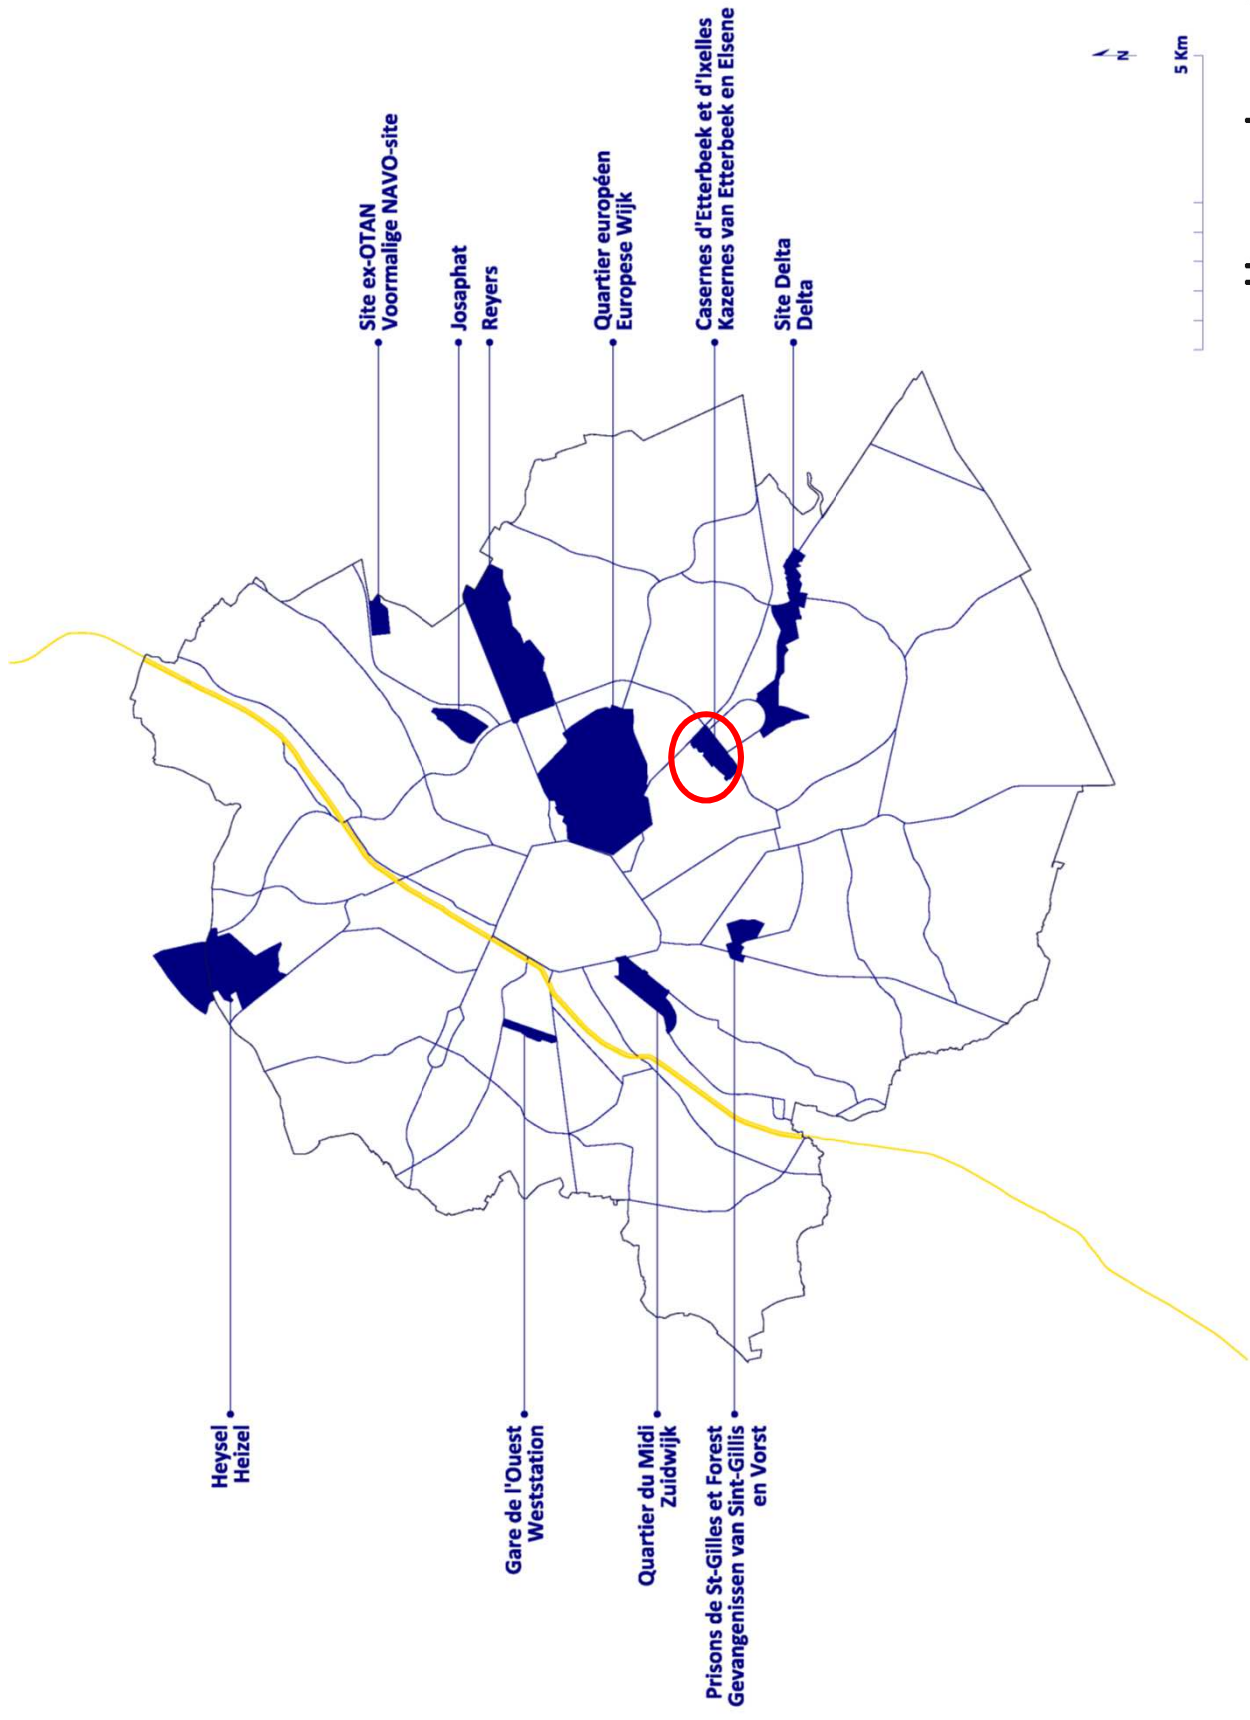 Site ex-OTAN
Voormalige NAVO-site
Josaphat
Reyers
Quartier européen
Europese Wijk
Casernes d'Etterbeek et d'Ixelles
Kazernes van Etterbeek en Elsene
Site Delta
Delta
N
5 Km
Heysel
Heizel
Gare de l'Ouest
Weststation
Quartier du Midi
Zuidwijk
Prisons de St-Gilles et Forest
Gevangenissen van Sint-Gillis
en Vorst